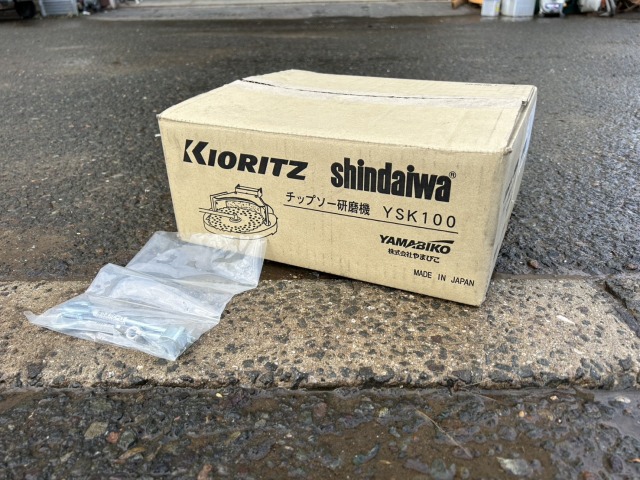 KIORITZ shindaiwa®
チップソー研磨機 YSK100
YAMABIKO
株式会社やまびこ
MADE IN JAPAN